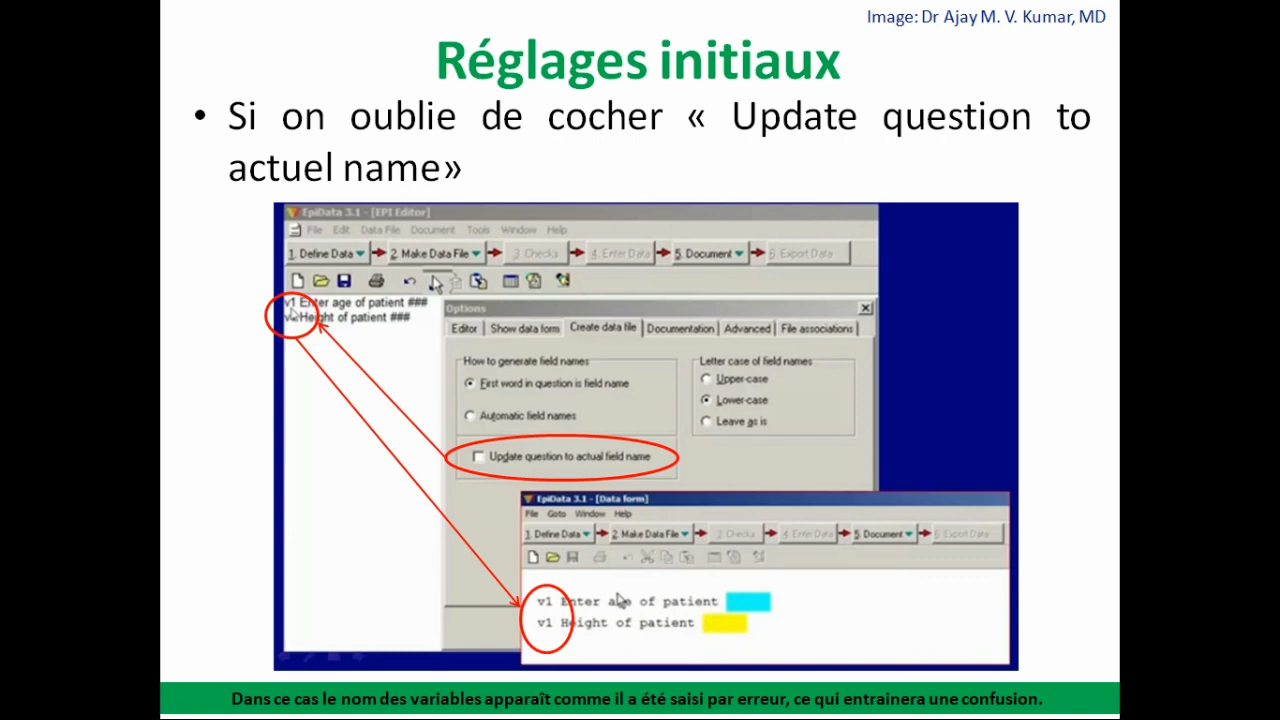 Image: Dr Ajay M. V. Kumar, MD
Réglages initiaux
• Si on oublie de cocher « Update question to
actuel name»
EpiData 3.1 - [EPI Editor]
File Edit Data File Document Tools Window Help
1. Define Data 2. Make Data File 3. Checks 4. Enter Data 5. Document 6. Export Data
v1 Enter age of patient ###
Height of patient ###
Options
Editor Show data form Create data file Documentation Advanced File associations
How to generate field names
First word in question is field name
Automatic field names
Update question to actual field name
Letter case of field names
Upper-case
Lower-case
Leave as is
EpiData 3.1 - [Data form]
File Goto Window Help
1. Define Data 2. Make Data File 3. Checks 4. Enter Data 5. Document 6. Export Data
v1 Enter age of patient
v1 Height of patient
Dans ce cas le nom des variables apparaît comme il a été saisi par erreur, ce qui entrainera une confusion.